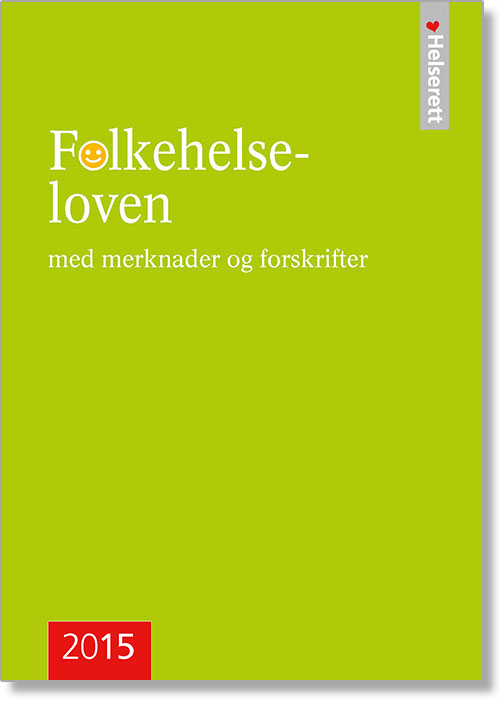 Helserett
Folkehelse-
loven
med merknader og forskrifter
2015